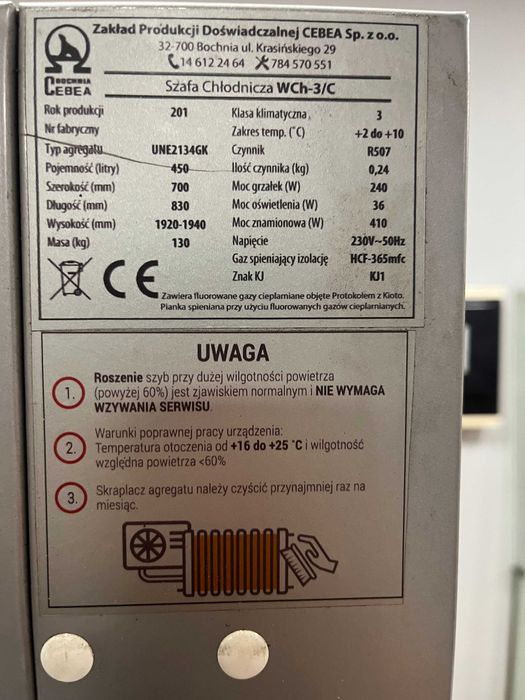 Zakład Produkcji Doświadczalnej CEBEA Sp. z o.o.
32-700 Bochnia ul. Krasińskiego 29
14 612 24 64 784 570 551
BOCHNIA
CEBEA
Szafa Chłodnicza WCh-3/C
Rok produkcji 201 Klasa klimatyczna 3
Nr fabryczny Zakres temp. (°C) +2 do +10
Typ agregatu UNE2134GK Czynnik R507
Pojemność (litry) 450 Ilość czynnika (kg) 0,24
Szerokość (mm) 700 Moc grzałek (W) 240
Długość (mm) 830 Moc oświetlenia (W) 36
Wysokość (mm) 1920-1940 Moc znamionowa (W) 410
Masa (kg) 130 Napięcie 230V~50Hz
Gaz spieniający izolację HCF-365mfc
Znak KJ KJ1
CE
Zawiera fluorowane gazy cieplarniane objęte Protokołem z Kioto.
Pianka spieniana przy użyciu fluorowanych gazów cieplarnianych.
UWAGA
1. Roszenie szyb przy dużej wilgotności powietrza
(powyżej 60%) jest zjawiskiem normalnym i NIE WYMAGA
WZYWANIA SERWISU.
2. Warunki poprawnej pracy urządzenia:
Temperatura otoczenia od +16 do +25 °C i wilgotność
względna powietrza <60%
3. Skraplacz agregatu należy czyścić przynajmniej raz na
miesiąc.